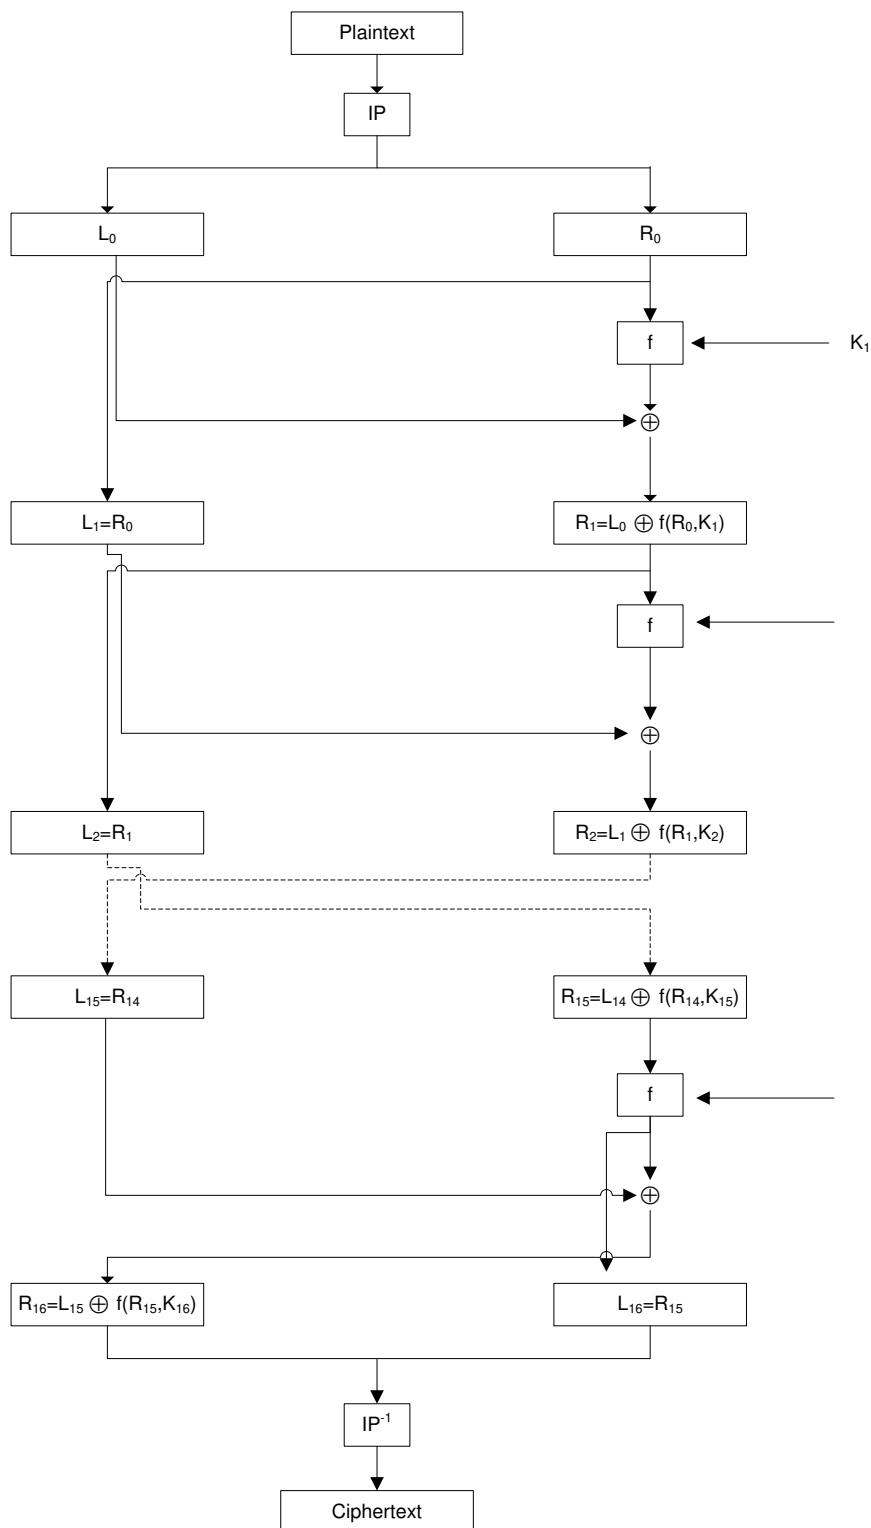 Plaintext
IP
L₀
R₀
f
K₁
⊕
L₁=R₀
R₁=L₀ ⊕ f(R₀,K₁)
f
⊕
L₂=R₁
R₂=L₁ ⊕ f(R₁,K₂)
L₁₅=R₁₄
R₁₅=L₁₄ ⊕ f(R₁₄,K₁₅)
f
⊕
R₁₆=L₁₅ ⊕ f(R₁₅,K₁₆)
L₁₆=R₁₅
IP⁻¹
Ciphertext